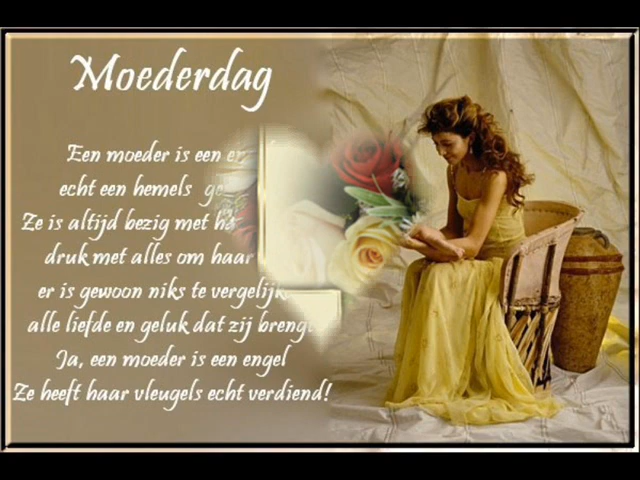 Moederdag
Een moeder is een
echt een hemels
Ze is altijd bezig met
druk met alles om haar
er is gewoon niks te
alle liefde en geluk dat zij
Ja, een moeder is een engel
Ze heeft haar vleugels echt verdiend!